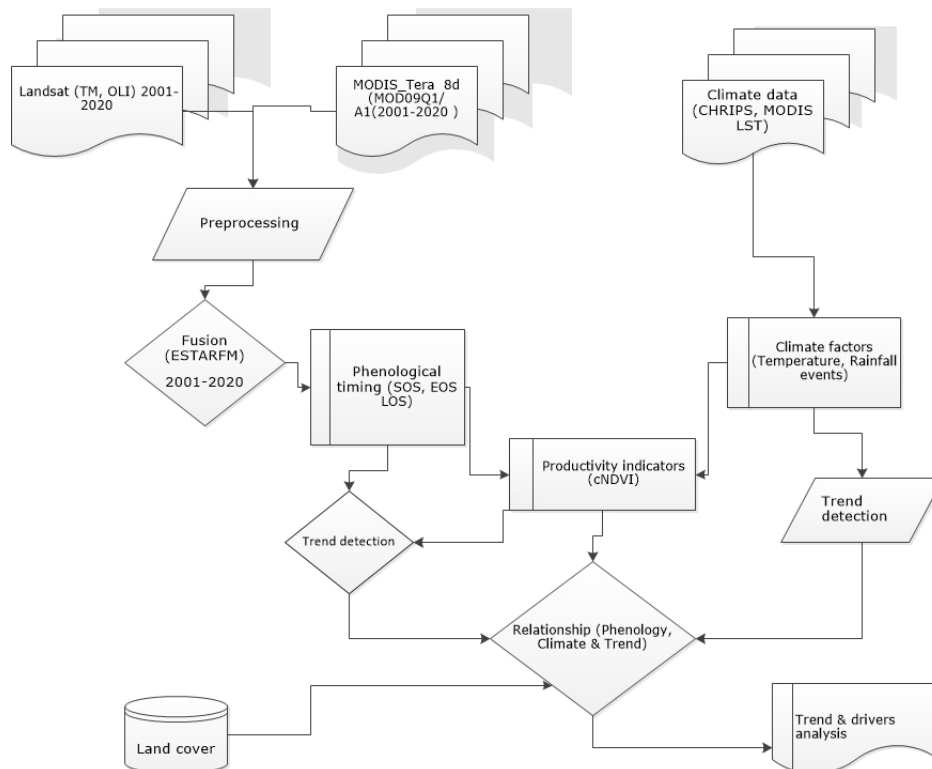 Landsat (TM, OLI) 2001-
2020
MODIS_Tera 8d
(MOD09Q1/
A1(2001-2020 )
Climate data
(CHRIPS, MODIS
LST)
Preprocessing
Fusion
(ESTARFM)
2001-2020
Phenological
timing (SOS, EOS
LOS)
Climate factors
(Temperature, Rainfall
events)
Productivity indicators
(cNDVI)
Trend detection
Trend
detection
Relationship (Phenology,
Climate & Trend)
Land cover
Trend & drivers
analysis